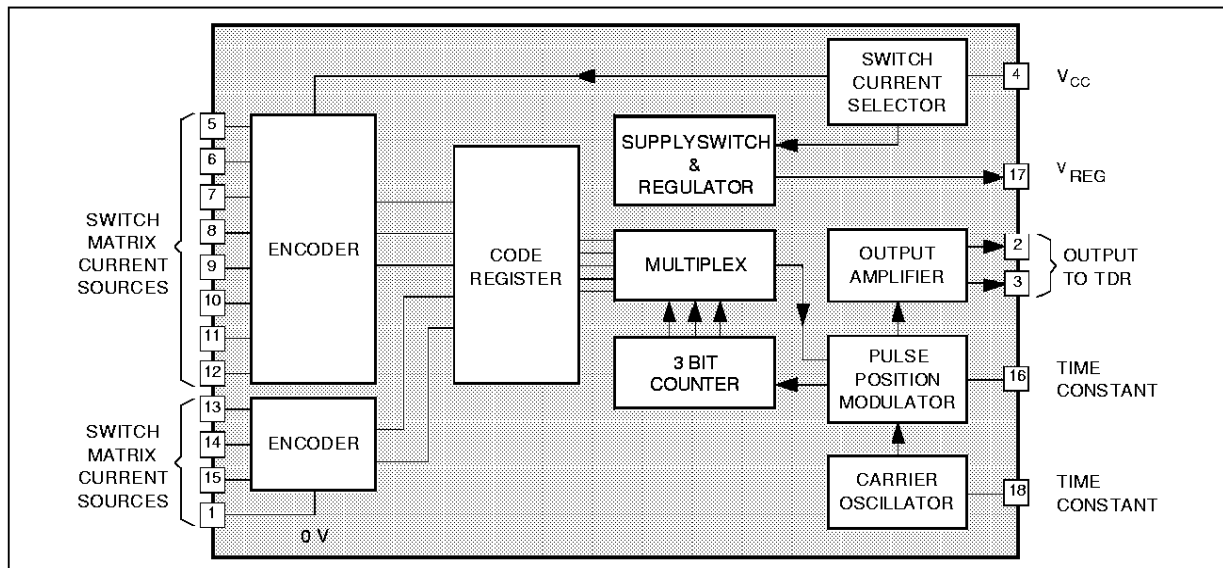 SWITCH
CURRENT
SELECTOR
4
VCC
SUPPLY SWITCH
&
REGULATOR
17
VREG
SWITCH
MATRIX
CURRENT
SOURCES
5
6
7
8
9
10
11
12
ENCODER
CODE
REGISTER
MULTIPLEX
OUTPUT
AMPLIFIER
2
3
OUTPUT
TO TDR
3 BIT
COUNTER
PULSE
POSITION
MODULATOR
16
TIME
CONSTANT
SWITCH
MATRIX
CURRENT
SOURCES
13
14
15
1
ENCODER
0 V
CARRIER
OSCILLATOR
18
TIME
CONSTANT